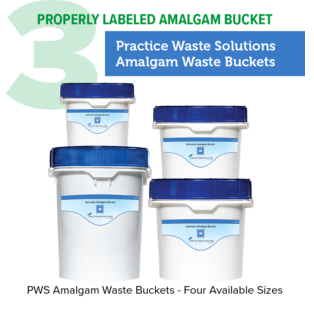 3
PROPERLY LABELED AMALGAM BUCKET
Practice Waste Solutions
Amalgam Waste Buckets
PWS Amalgam Waste Buckets - Four Available Sizes